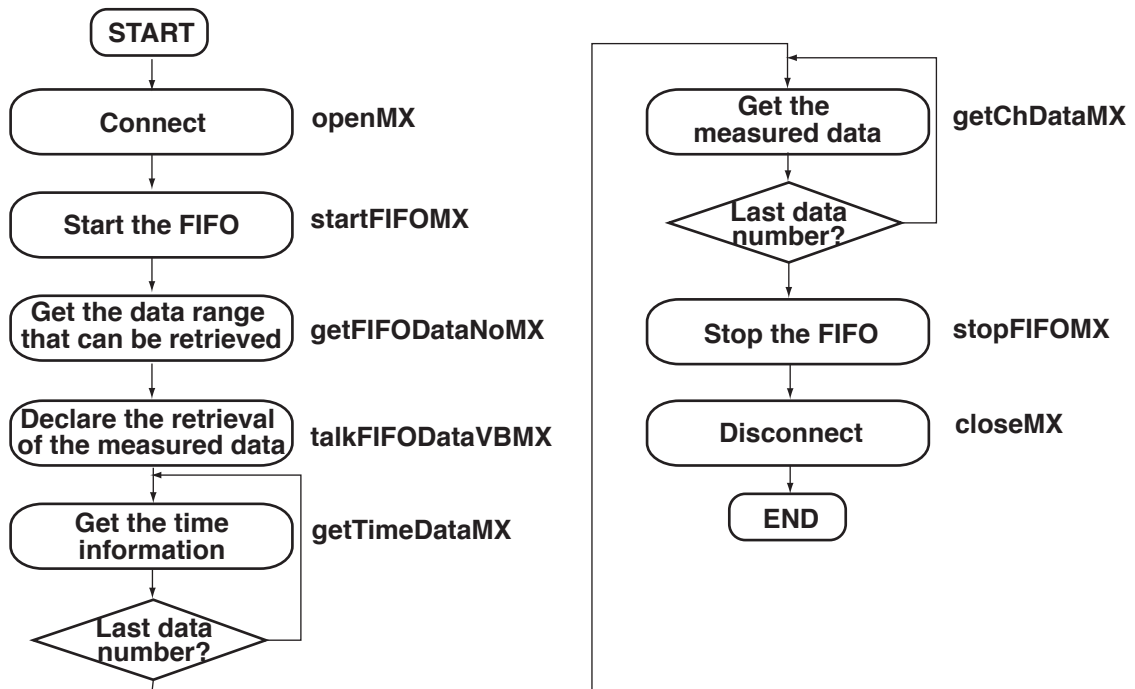 START
Connect
openMX
Start the FIFO
startFIFOMX
Get the data range
that can be retrieved
getFIFODataNoMX
Declare the retrieval
of the measured data
talkFIFODataVBMX
Get the time
information
getTimeDataMX
Last data
number?
Get the
measured data
getChDataMX
Last data
number?
Stop the FIFO
stopFIFOMX
Disconnect
closeMX
END